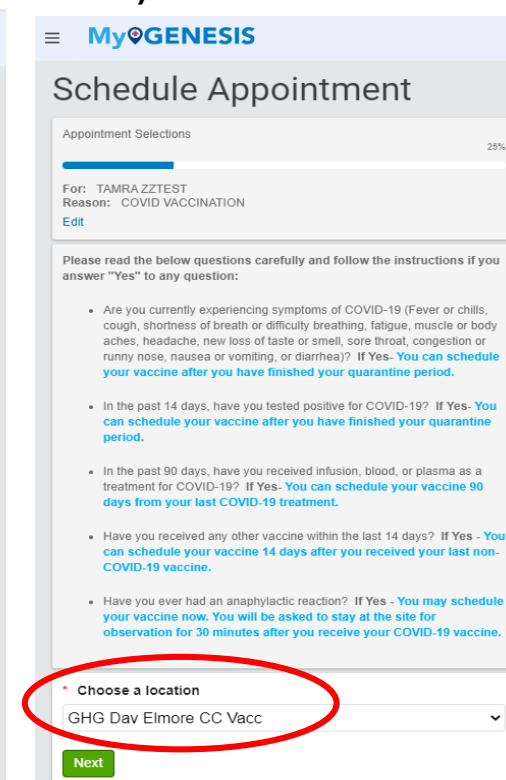 MyGENESIS
Schedule Appointment
Appointment Selections
25%
For: TAMRA ZZTEST
Reason: COVID VACCINATION
Edit
Please read the below questions carefully and follow the instructions if you
answer "Yes" to any question:
• Are you currently experiencing symptoms of COVID-19 (Fever or chills,
cough, shortness of breath or difficulty breathing, fatigue, muscle or body
aches, headache, new loss of taste or smell, sore throat, congestion or
runny nose, nausea or vomiting, or diarrhea)? If Yes- You can schedule
your vaccine after you have finished your quarantine period.
• In the past 14 days, have you tested positive for COVID-19? If Yes- You
can schedule your vaccine after you have finished your quarantine
period.
• In the past 90 days, have you received infusion, blood, or plasma as a
treatment for COVID-19? If Yes- You can schedule your vaccine 90
days from your last COVID-19 treatment.
• Have you received any other vaccine within the last 14 days? If Yes - You
can schedule your vaccine 14 days after you received your last non-
COVID-19 vaccine.
• Have you ever had an anaphylactic reaction? If Yes - You may schedule
your vaccine now. You will be asked to stay at the site for
observation for 30 minutes after you receive your COVID-19 vaccine.
* Choose a location
GHG Dav Elmore CC Vacc
Next